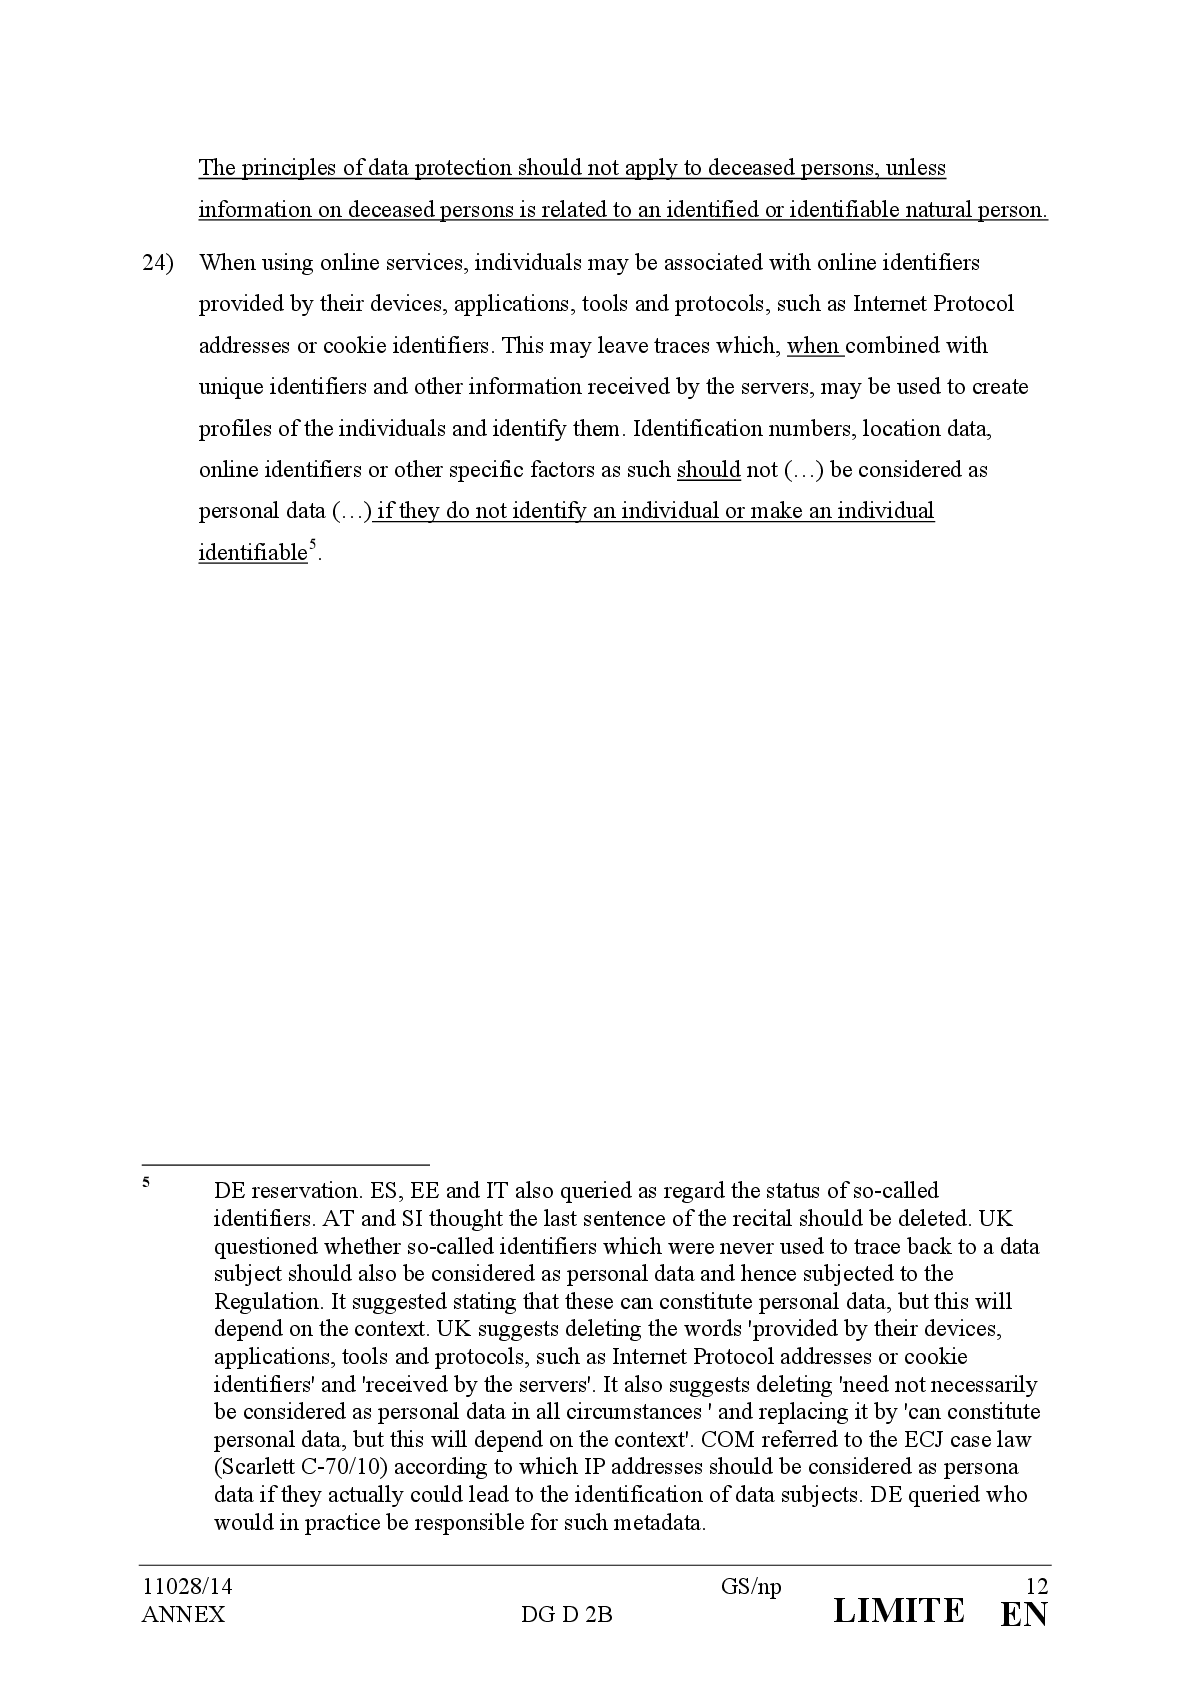 The principles of data protection should not apply to deceased persons, unless
information on deceased persons is related to an identified or identifiable natural person.
24) When using online services, individuals may be associated with online identifiers
provided by their devices, applications, tools and protocols, such as Internet Protocol
addresses or cookie identifiers. This may leave traces which, when combined with
unique identifiers and other information received by the servers, may be used to create
profiles of the individuals and identify them. Identification numbers, location data,
online identifiers or other specific factors as such should not (…) be considered as
personal data (…) if they do not identify an individual or make an individual
identifiable5.
5 DE reservation. ES, EE and IT also queried as regard the status of so-called
identifiers. AT and SI thought the last sentence of the recital should be deleted. UK
questioned whether so-called identifiers which were never used to trace back to a data
subject should also be considered as personal data and hence subjected to the
Regulation. It suggested stating that these can constitute personal data, but this will
depend on the context. UK suggests deleting the words 'provided by their devices,
applications, tools and protocols, such as Internet Protocol addresses or cookie
identifiers' and 'received by the servers'. It also suggests deleting 'need not necessarily
be considered as personal data in all circumstances ' and replacing it by 'can constitute
personal data, but this will depend on the context'. COM referred to the ECJ case law
(Scarlett C-70/10) according to which IP addresses should be considered as persona
data if they actually could lead to the identification of data subjects. DE queried who
would in practice be responsible for such metadata.
11028/14 GS/np 12
ANNEX DG D 2B LIMITE EN